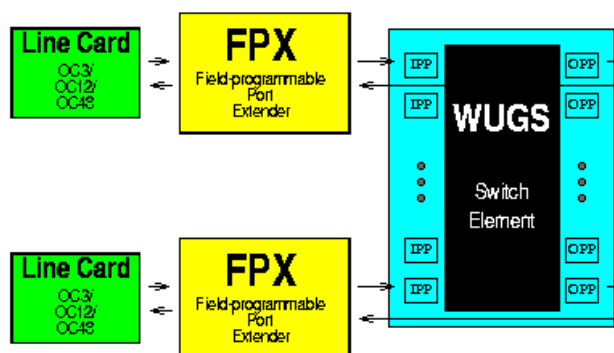 Line Card
OC3/
OC12/
OC48
FPX
Field-programmable
Port
Extender
IPP
IPP
WUGS
Switch
Element
OPP
OPP
Line Card
OC3/
OC12/
OC48
FPX
Field-programmable
Port
Extender
IPP
IPP
OPP
OPP